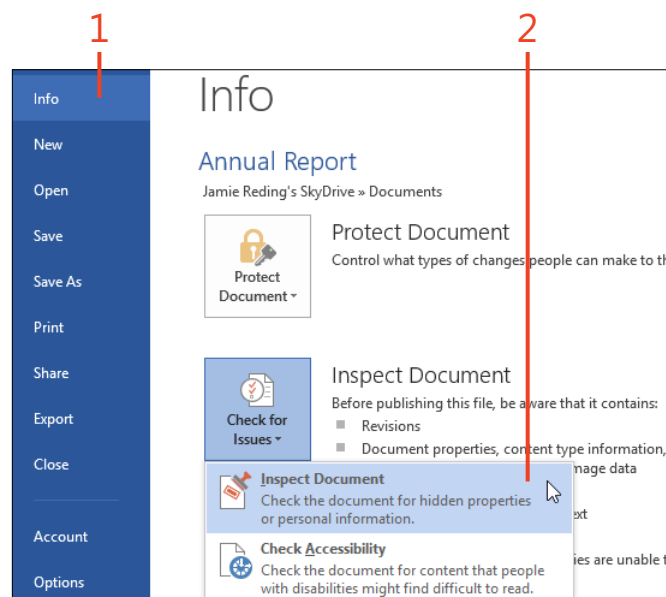 1
2
Info
New
Open
Save
Save As
Print
Share
Export
Close
Account
Options
Info
Annual Report
Jamie Reding's SkyDrive » Documents
Protect
Document
Protect Document
Control what types of changes people can make to
Check for
Issues
Inspect Document
Before publishing this file, be aware that it contains:
Revisions
Document properties, content type information,
mage data
Inspect Document
Check the document for hidden properties
or personal information.
Check Accessibility
Check the document for content that people
with disabilities might find difficult to read.
are unable